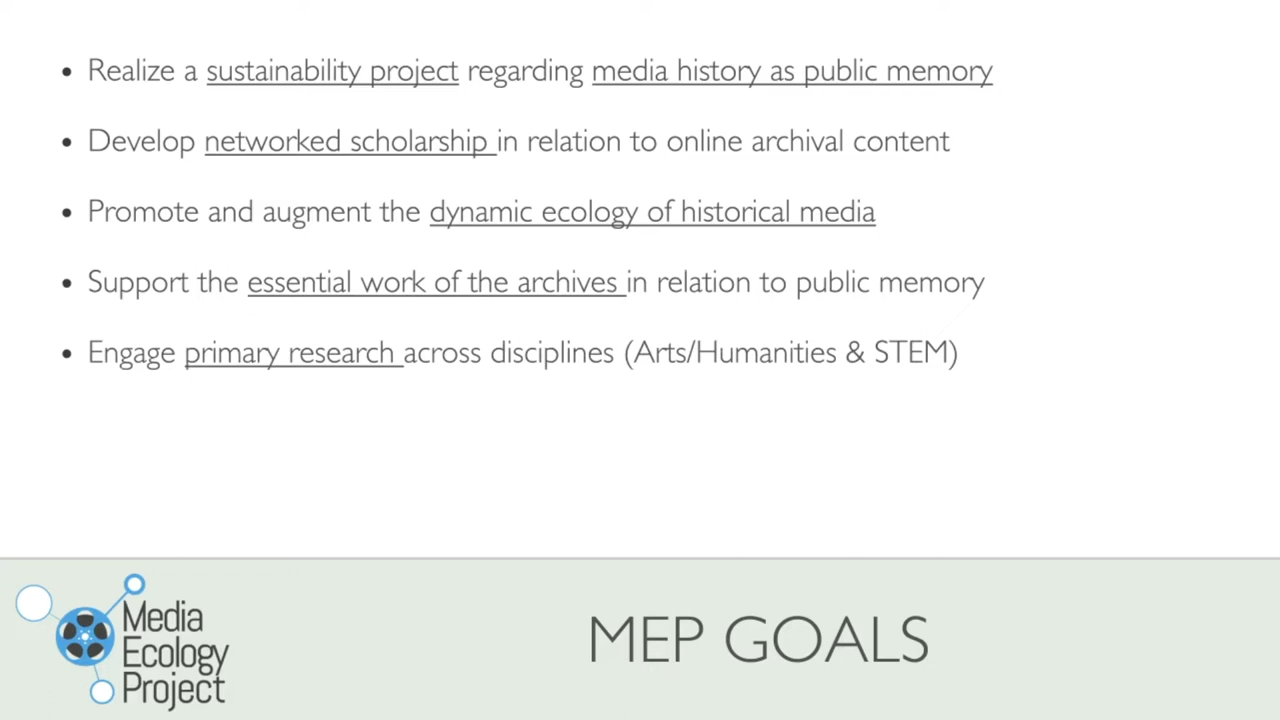 • Realize a sustainability project regarding media history as public memory
• Develop networked scholarship in relation to online archival content
• Promote and augment the dynamic ecology of historical media
• Support the essential work of the archives in relation to public memory
• Engage primary research across disciplines (Arts/Humanities & STEM)
Media
Ecology
Project
MEP GOALS